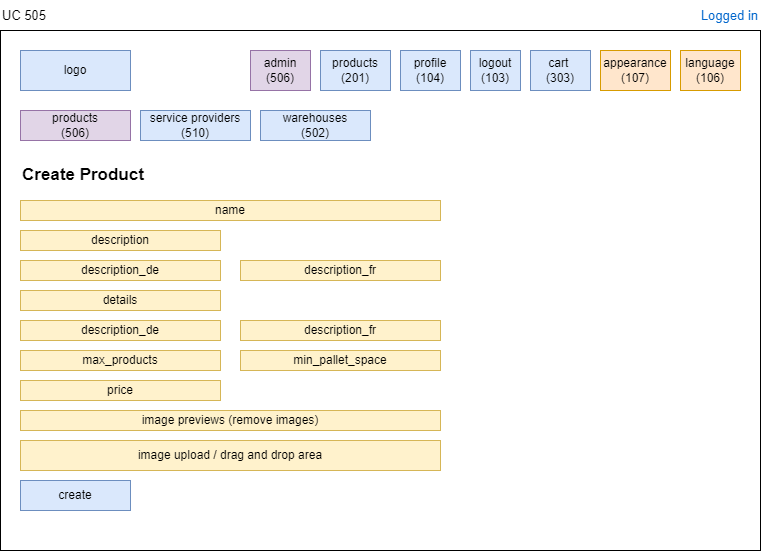 UC 505
Logged in
logo
admin
(506)
products
(201)
profile
(104)
logout
(103)
cart
(303)
appearance
(107)
language
(106)
products
(506)
service providers
(510)
warehouses
(502)
Create Product
name
description
description_de
description_fr
details
description_de
description_fr
max_products
min_pallet_space
price
image previews (remove images)
image upload / drag and drop area
create